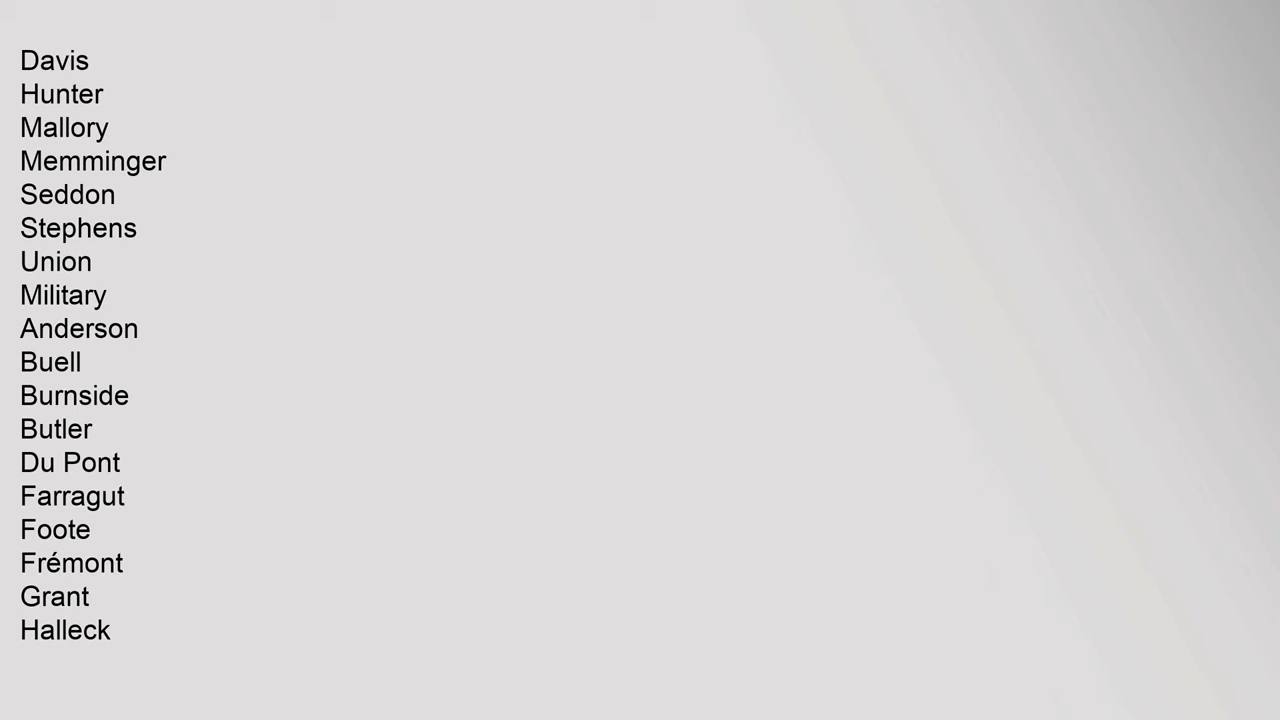 Davis
Hunter
Mallory
Memminger
Seddon
Stephens
Union
Military
Anderson
Buell
Burnside
Butler
Du Pont
Farragut
Foote
Frémont
Grant
Halleck